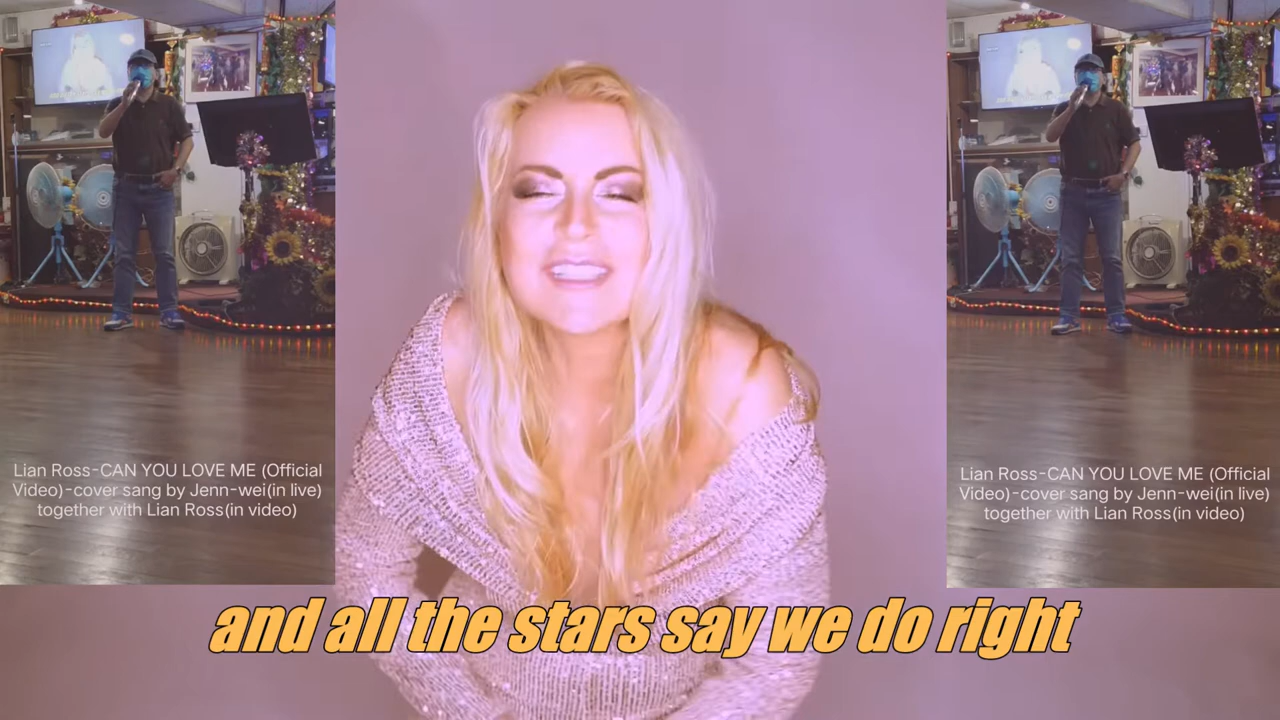 Lian Ross-CAN YOU LOVE ME (Official
Video)-cover sang by Jenn-wei(in live)
together with Lian Ross(in video)
Lian Ross-CAN YOU LOVE ME (Official
Video)-cover sang by Jenn-wei(in live)
together with Lian Ross(in video)
and all the stars say we do right